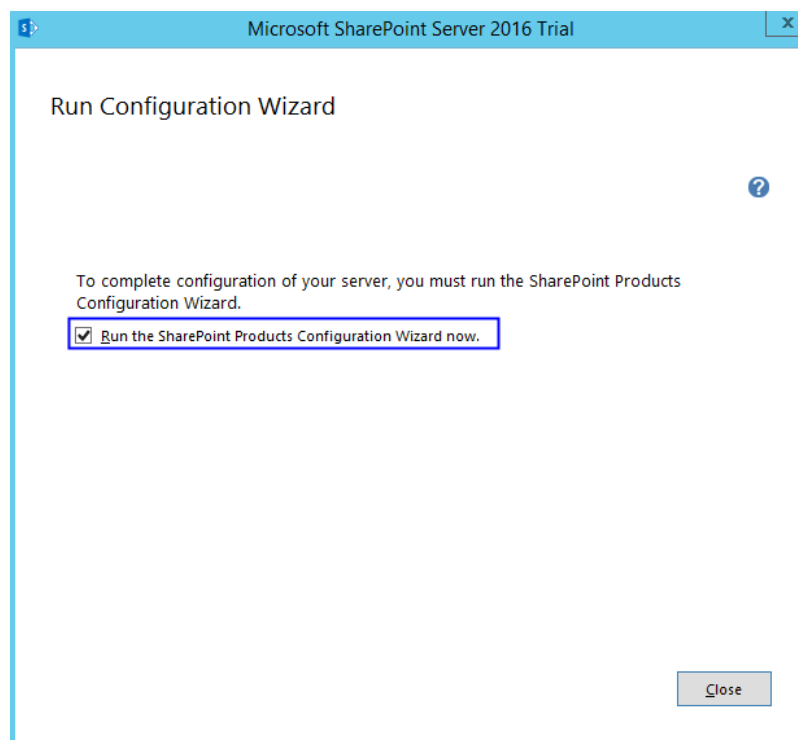 Microsoft SharePoint Server 2016 Trial
Run Configuration Wizard
To complete configuration of your server, you must run the SharePoint Products
Configuration Wizard.
Run the SharePoint Products Configuration Wizard now.
Close